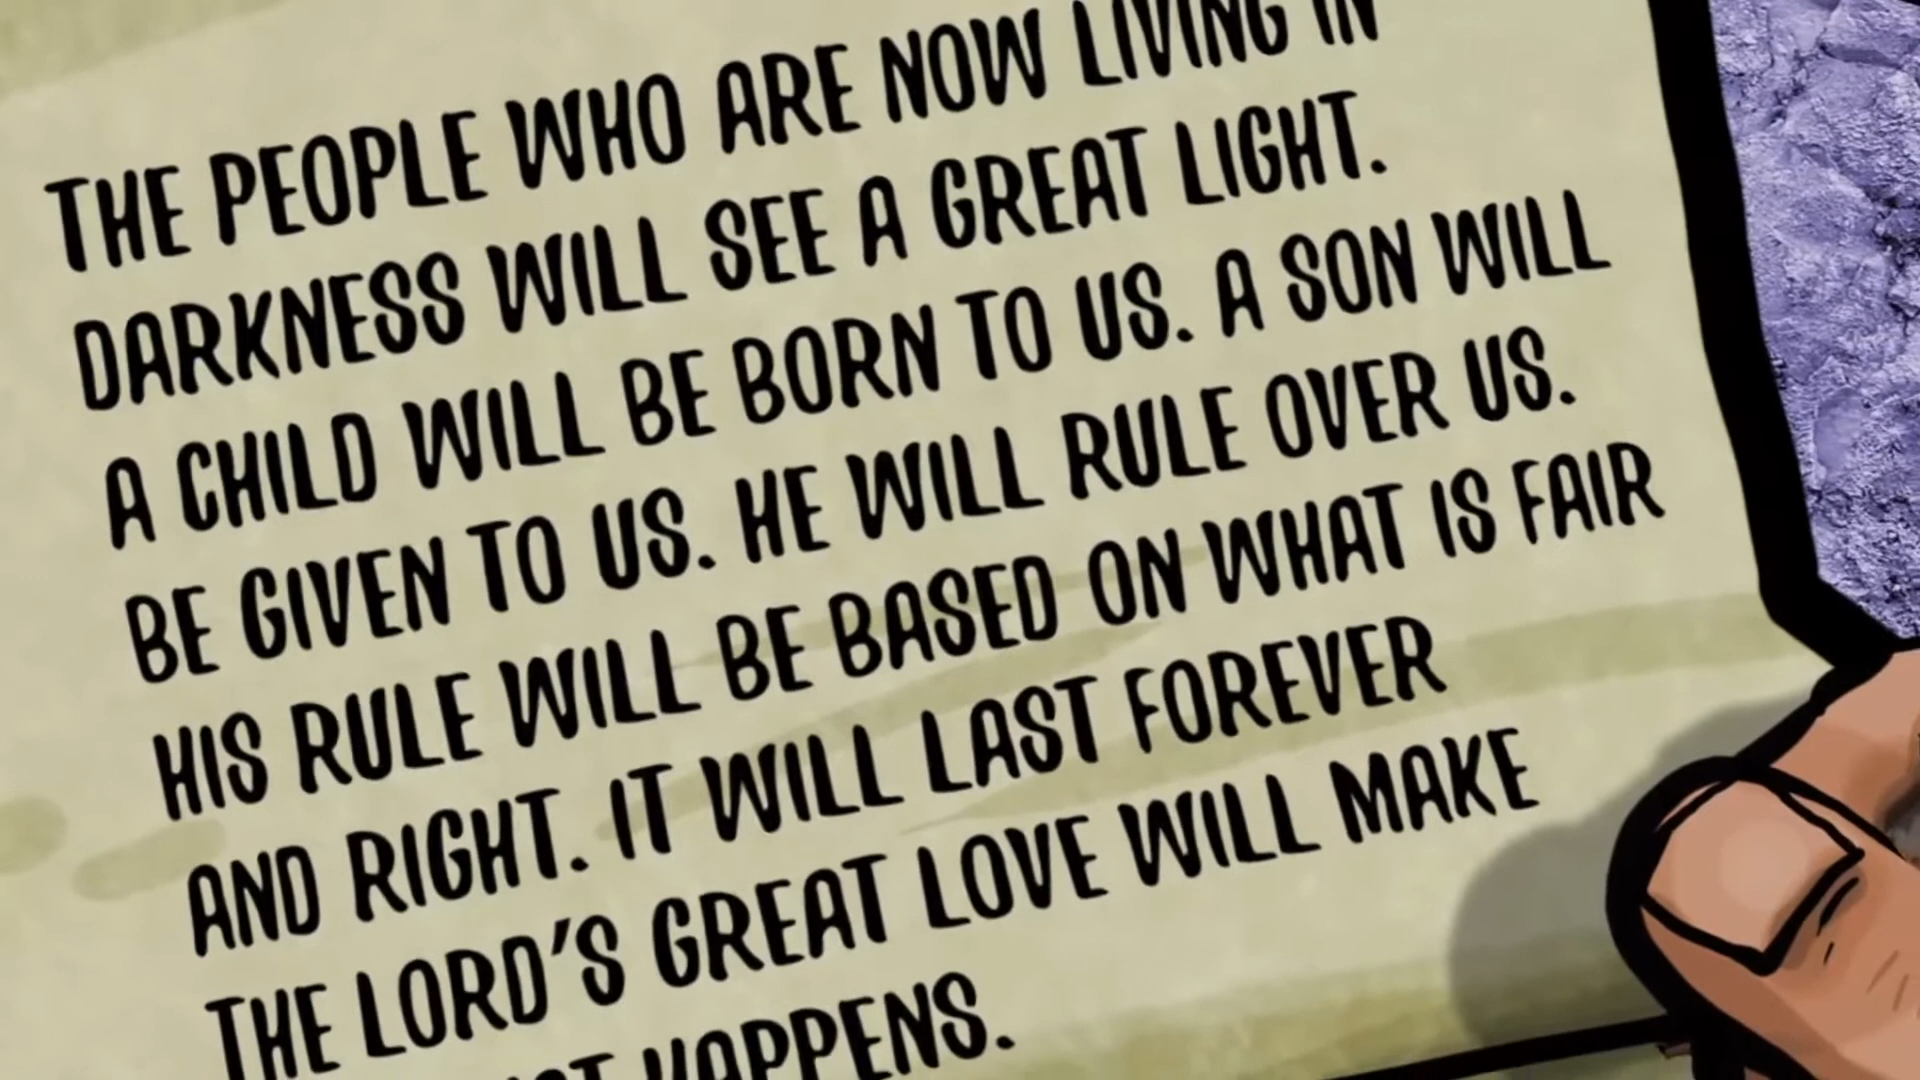 THE PEOPLE WHO ARE NOW LIVING IN
DARKNESS WILL SEE A GREAT LIGHT.
A CHILD WILL BE BORN TO US. A SON WILL
BE GIVEN TO US. HE WILL RULE OVER US.
HIS RULE WILL BE BASED ON WHAT IS FAIR
AND RIGHT. IT WILL LAST FOREVER
THE LORD'S GREAT LOVE WILL MAKE
HAPPENS.